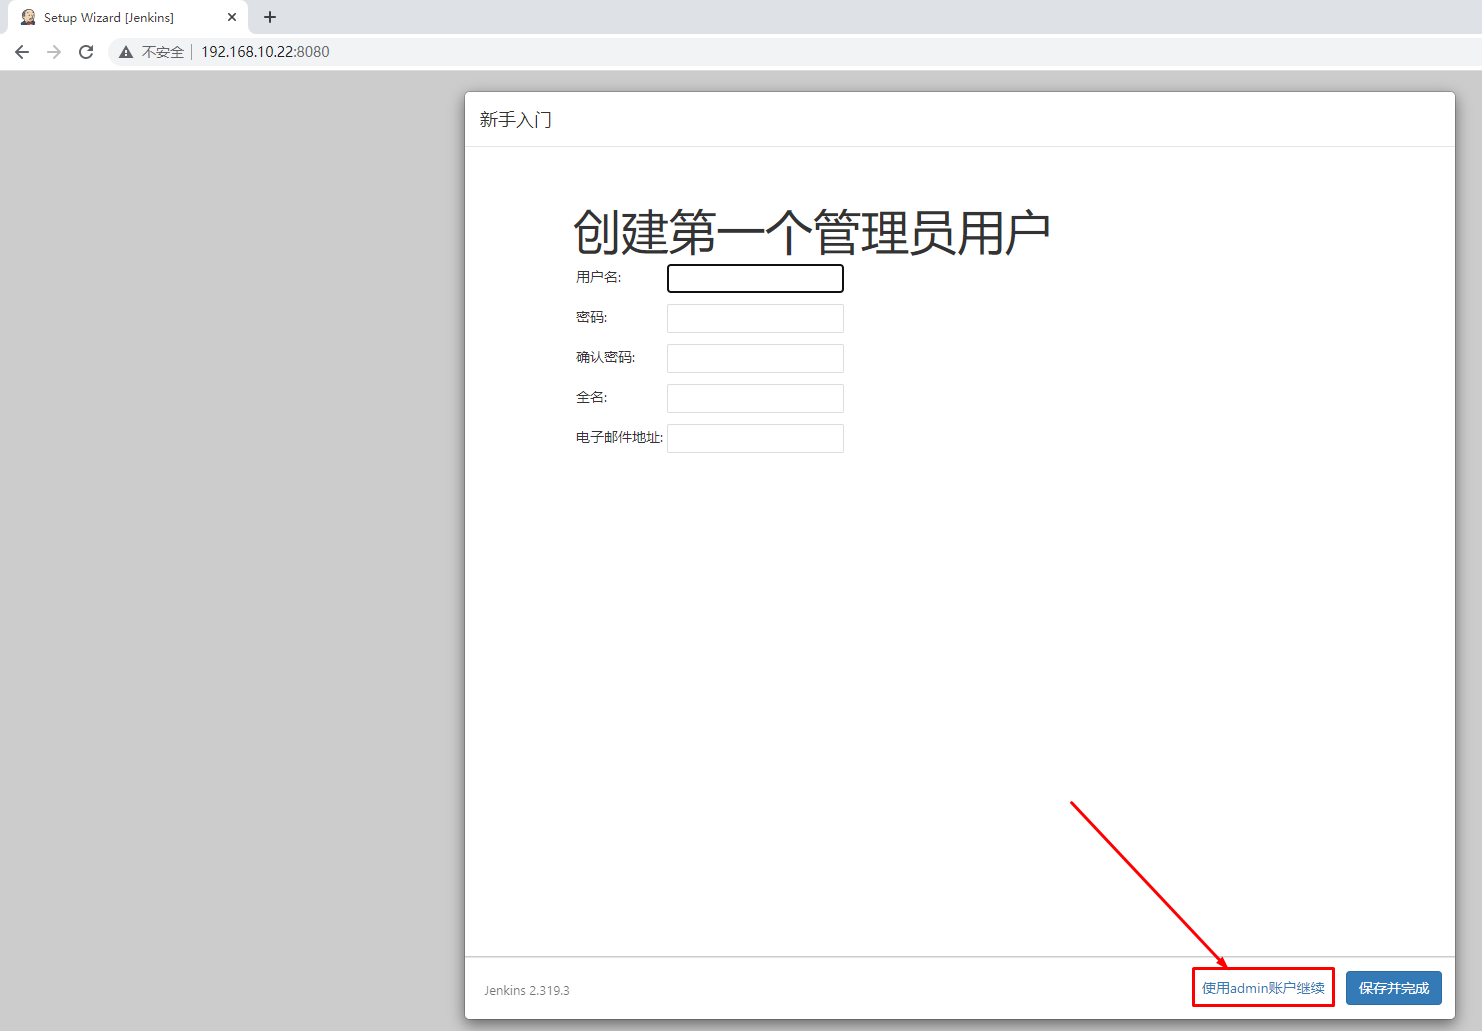 Setup Wizard [Jenkins]
不安全 192.168.10.22:8080
新手入门
创建第一个管理员用户
用户名:
密码:
确认密码:
全名:
电子邮件地址:
Jenkins 2.319.3
使用admin账户继续
保存并完成